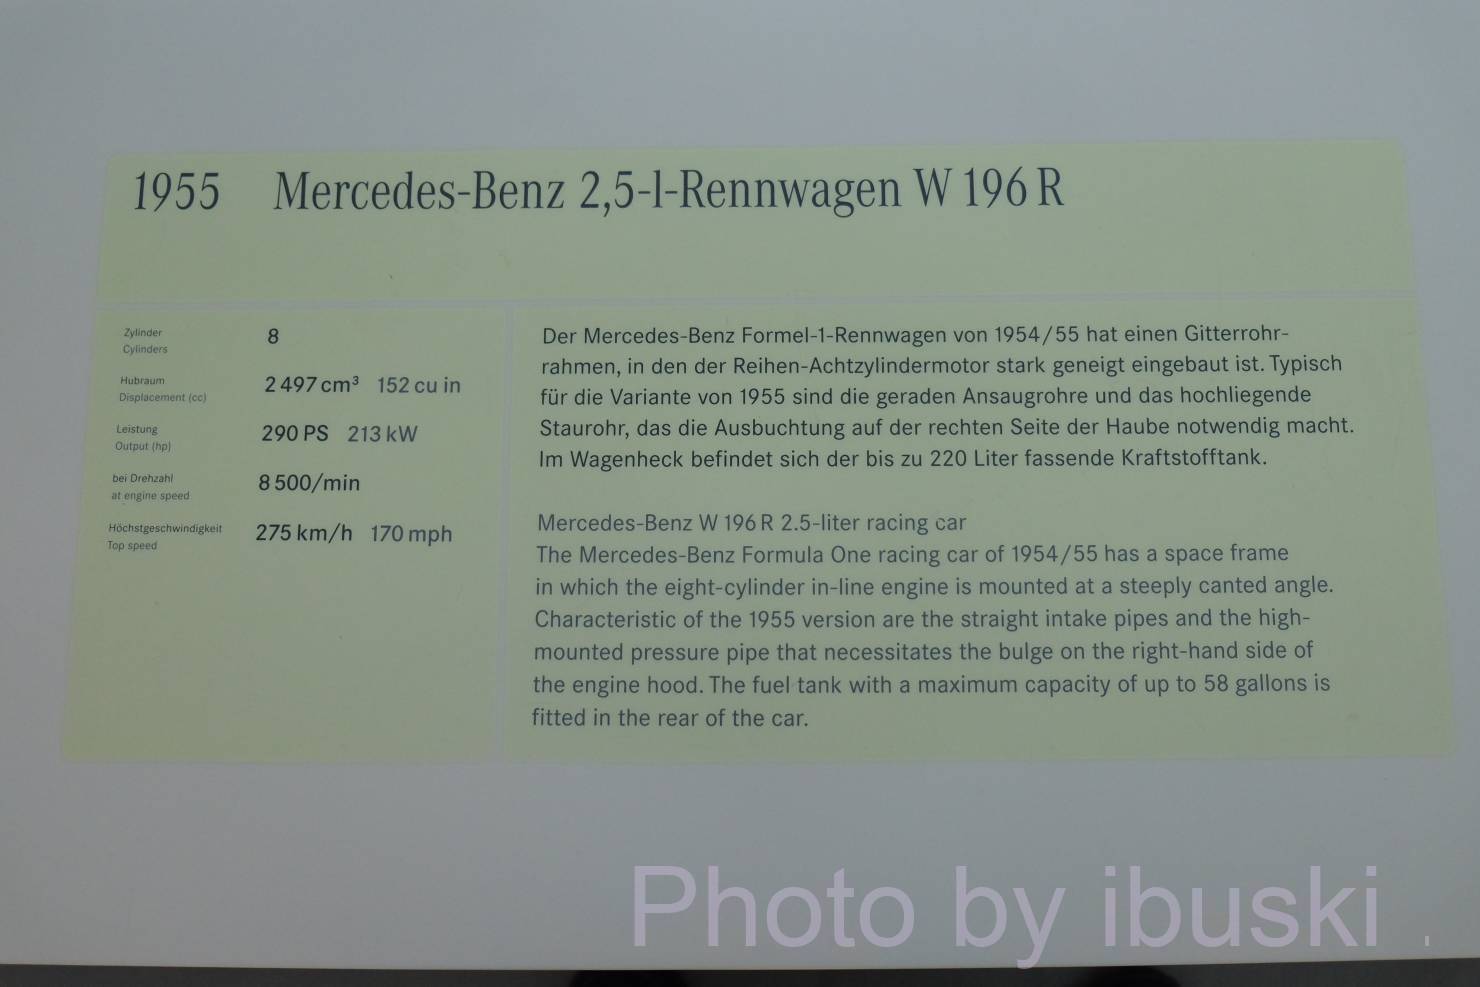 1955 Mercedes-Benz 2,5-l-Rennwagen W 196 R
Zylinder 8
Cylinders
Hubraum 2 497 cm³ 152 cu in
Displacement (cc)
Leistung 290 PS 213 kW
Output (hp)
bei Drehzahl 8 500/min
at engine speed
Höchstgeschwindigkeit 275 km/h 170 mph
Top speed
Der Mercedes-Benz Formel-1-Rennwagen von 1954/55 hat einen Gitterrohr-
rahmen, in den der Reihen-Achtzylindermotor stark geneigt eingebaut ist. Typisch
für die Variante von 1955 sind die geraden Ansaugrohre und das hochliegende
Staurohr, das die Ausbuchtung auf der rechten Seite der Haube notwendig macht.
Im Wagenheck befindet sich der bis zu 220 Liter fassende Kraftstofftank.
Mercedes-Benz W 196 R 2.5-liter racing car
The Mercedes-Benz Formula One racing car of 1954/55 has a space frame
in which the eight-cylinder in-line engine is mounted at a steeply canted angle.
Characteristic of the 1955 version are the straight intake pipes and the high-
mounted pressure pipe that necessitates the bulge on the right-hand side of
the engine hood. The fuel tank with a maximum capacity of up to 58 gallons is
fitted in the rear of the car.
Photo by ibuski .